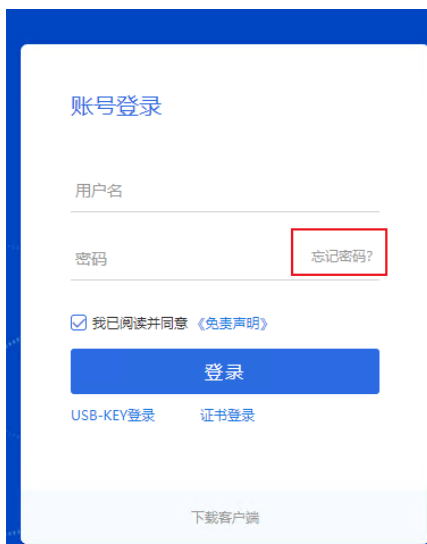 账号登录
用户名
密码 忘记密码?
我已阅读并同意《免责声明》
登录
USB-KEY登录 证书登录
下载客户端